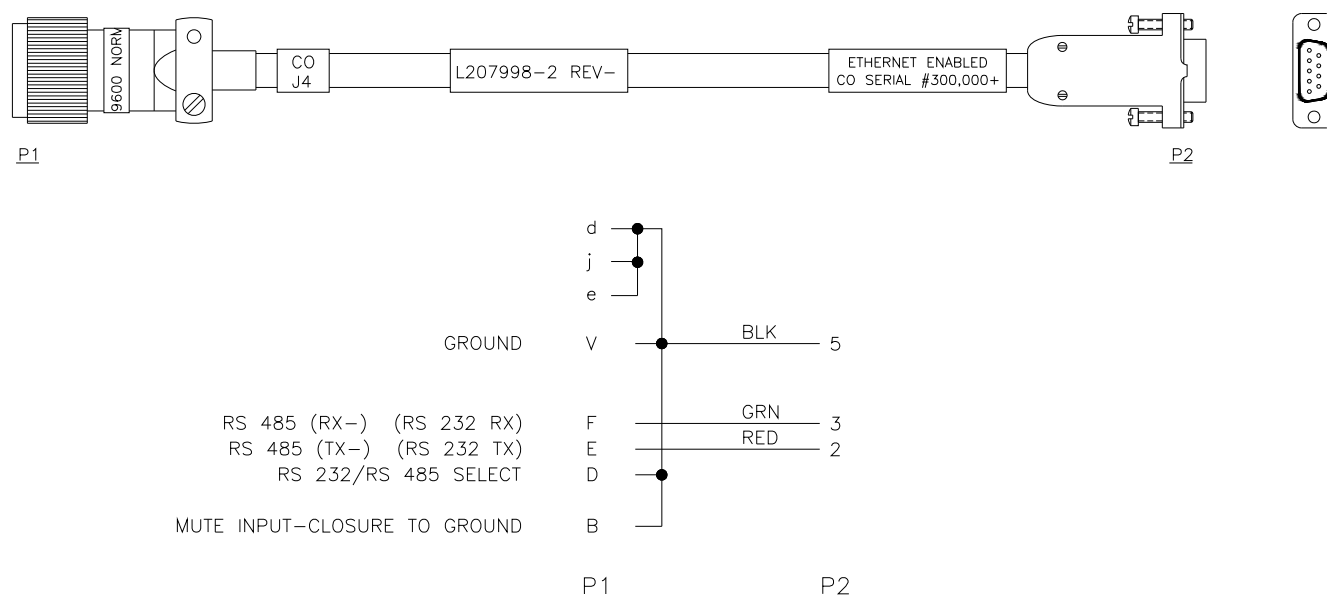 9600 NORM
CO
J4
L207998-2 REV-
ETHERNET ENABLED
CO SERIAL #300,000+
P1
P2
d
j
e
GROUND V BLK 5
RS 485 (RX-) (RS 232 RX) F GRN 3
RS 485 (TX-) (RS 232 TX) E RED 2
RS 232/RS 485 SELECT D
MUTE INPUT-CLOSURE TO GROUND B
P1 P2